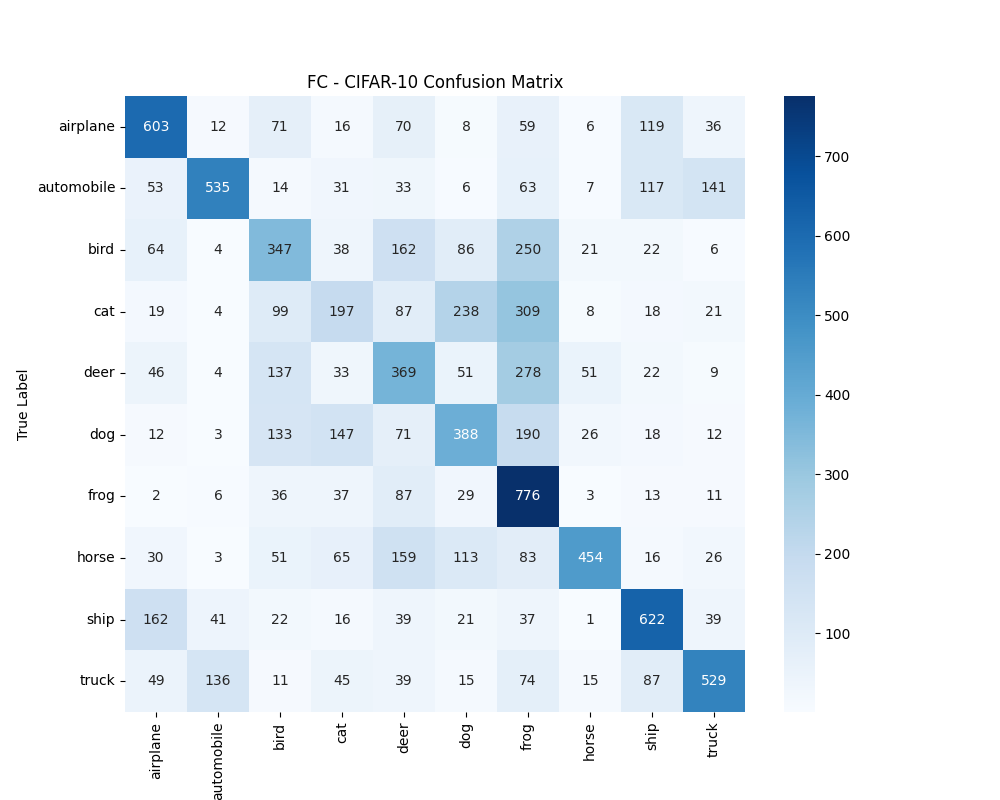 FC - CIFAR-10 Confusion Matrix
True Label
airplane 603 12 71 16 70 8 59 6 119 36
automobile 53 535 14 31 33 6 63 7 117 141
bird 64 4 347 38 162 86 250 21 22 6
cat 19 4 99 197 87 238 309 8 18 21
deer 46 4 137 33 369 51 278 51 22 9
dog 12 3 133 147 71 388 190 26 18 12
frog 2 6 36 37 87 29 776 3 13 11
horse 30 3 51 65 159 113 83 454 16 26
ship 162 41 22 16 39 21 37 1 622 39
truck 49 136 11 45 39 15 74 15 87 529
airplane automobile bird cat deer dog frog horse ship truck
700
600
500
400
300
200
100